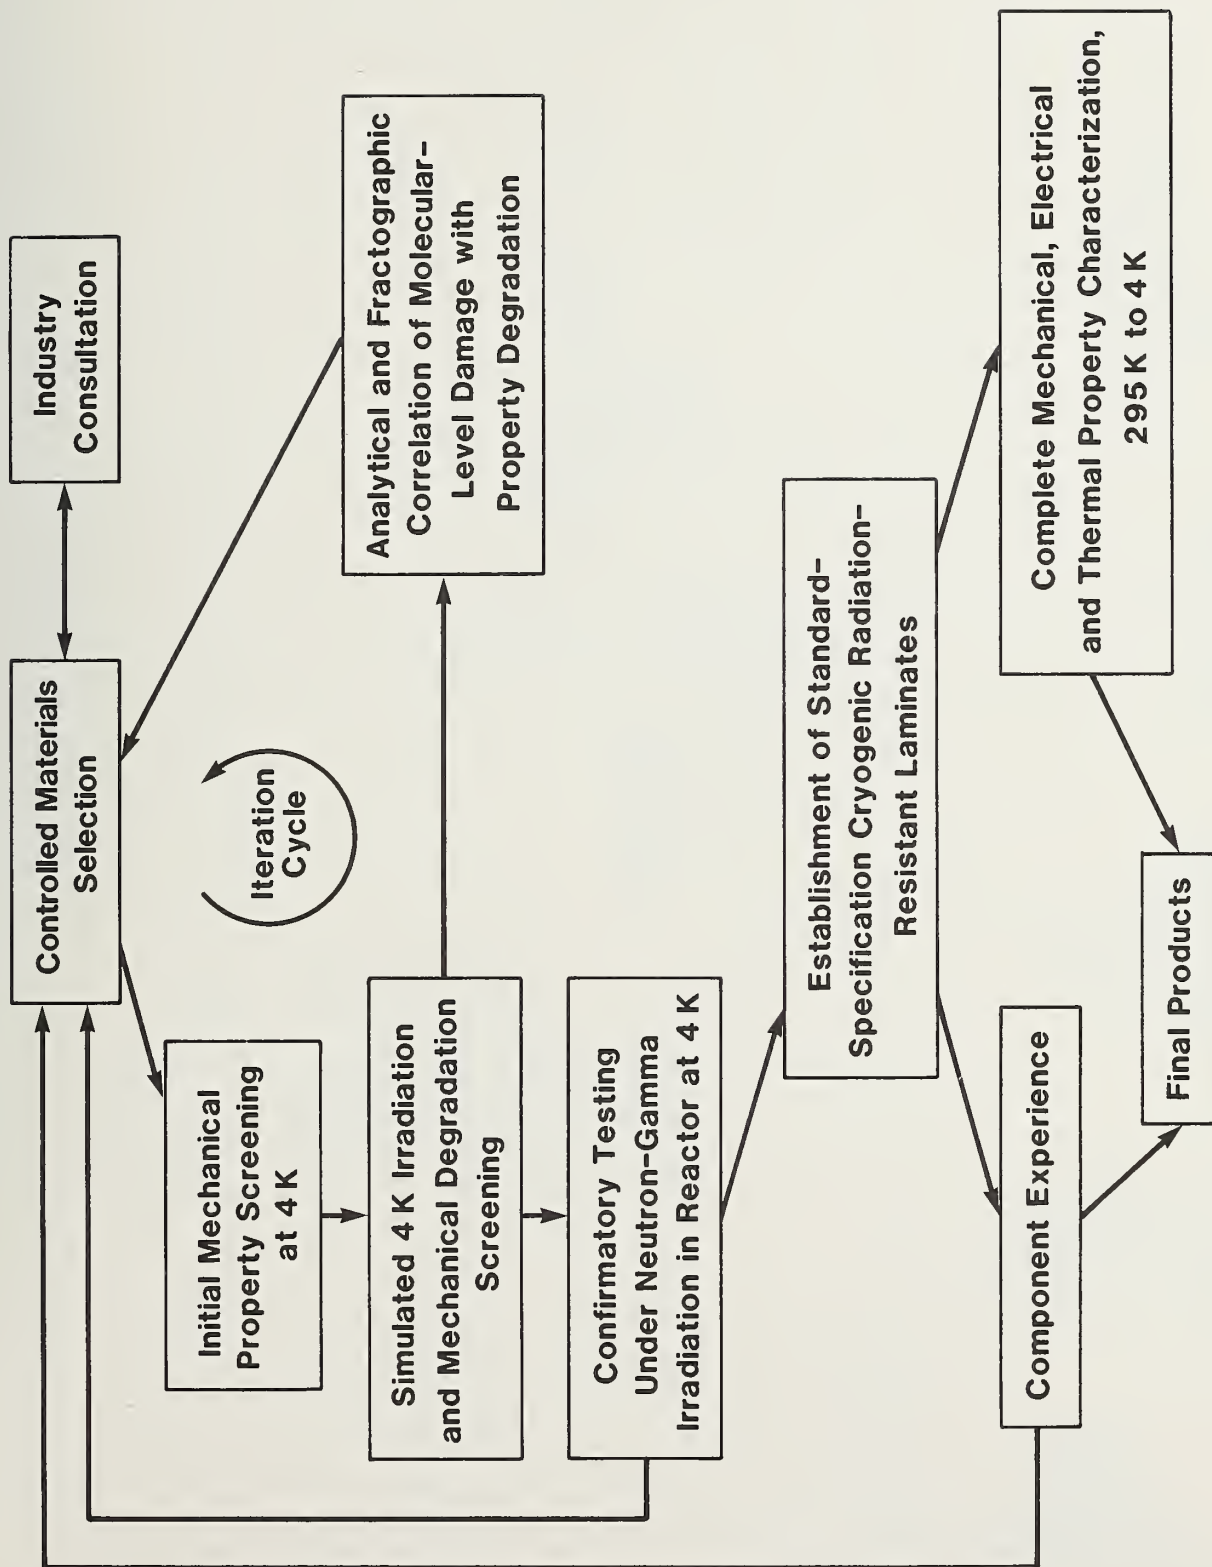 Controlled Materials
Selection
Industry
Consultation
Iteration
Cycle
Initial Mechanical
Property Screening
at 4 K
Simulated 4 K Irradiation
and Mechanical Degradation
Screening
Analytical and Fractographic
Correlation of Molecular-
Level Damage with
Property Degradation
Confirmatory Testing
Under Neutron-Gamma
Irradiation in Reactor at 4 K
Establishment of Standard-
Specification Cryogenic Radiation-
Resistant Laminates
Component Experience
Complete Mechanical, Electrical
and Thermal Property Characterization,
295 K to 4 K
Final Products